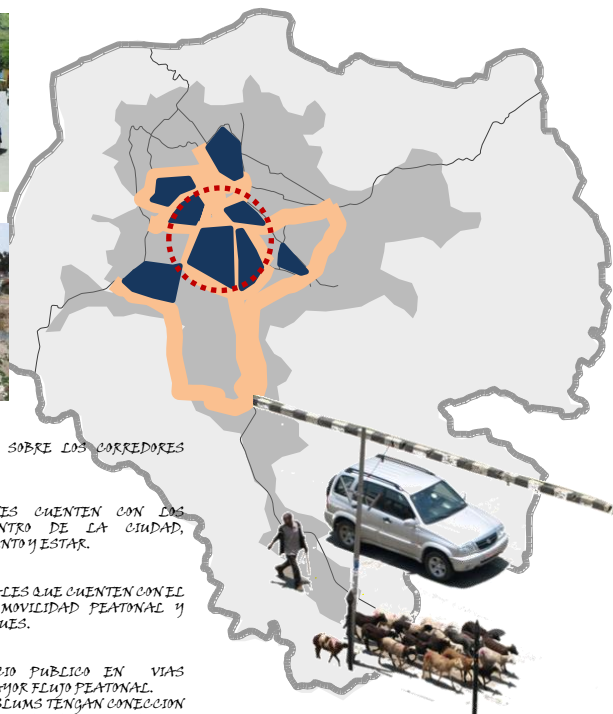 SOBRE LOS CORREDORES
ES CUENTEN CON LOS
NTRO DE LA CIUDAD,
NTO Y ESTAR.
LES QUE CUENTEN CON EL
MOVILIDAD PEATONAL Y
UES.
CIO PUBLICO EN VIAS
YOR FLUJO PEATONAL.
SLUMS TENGAN CONECCION